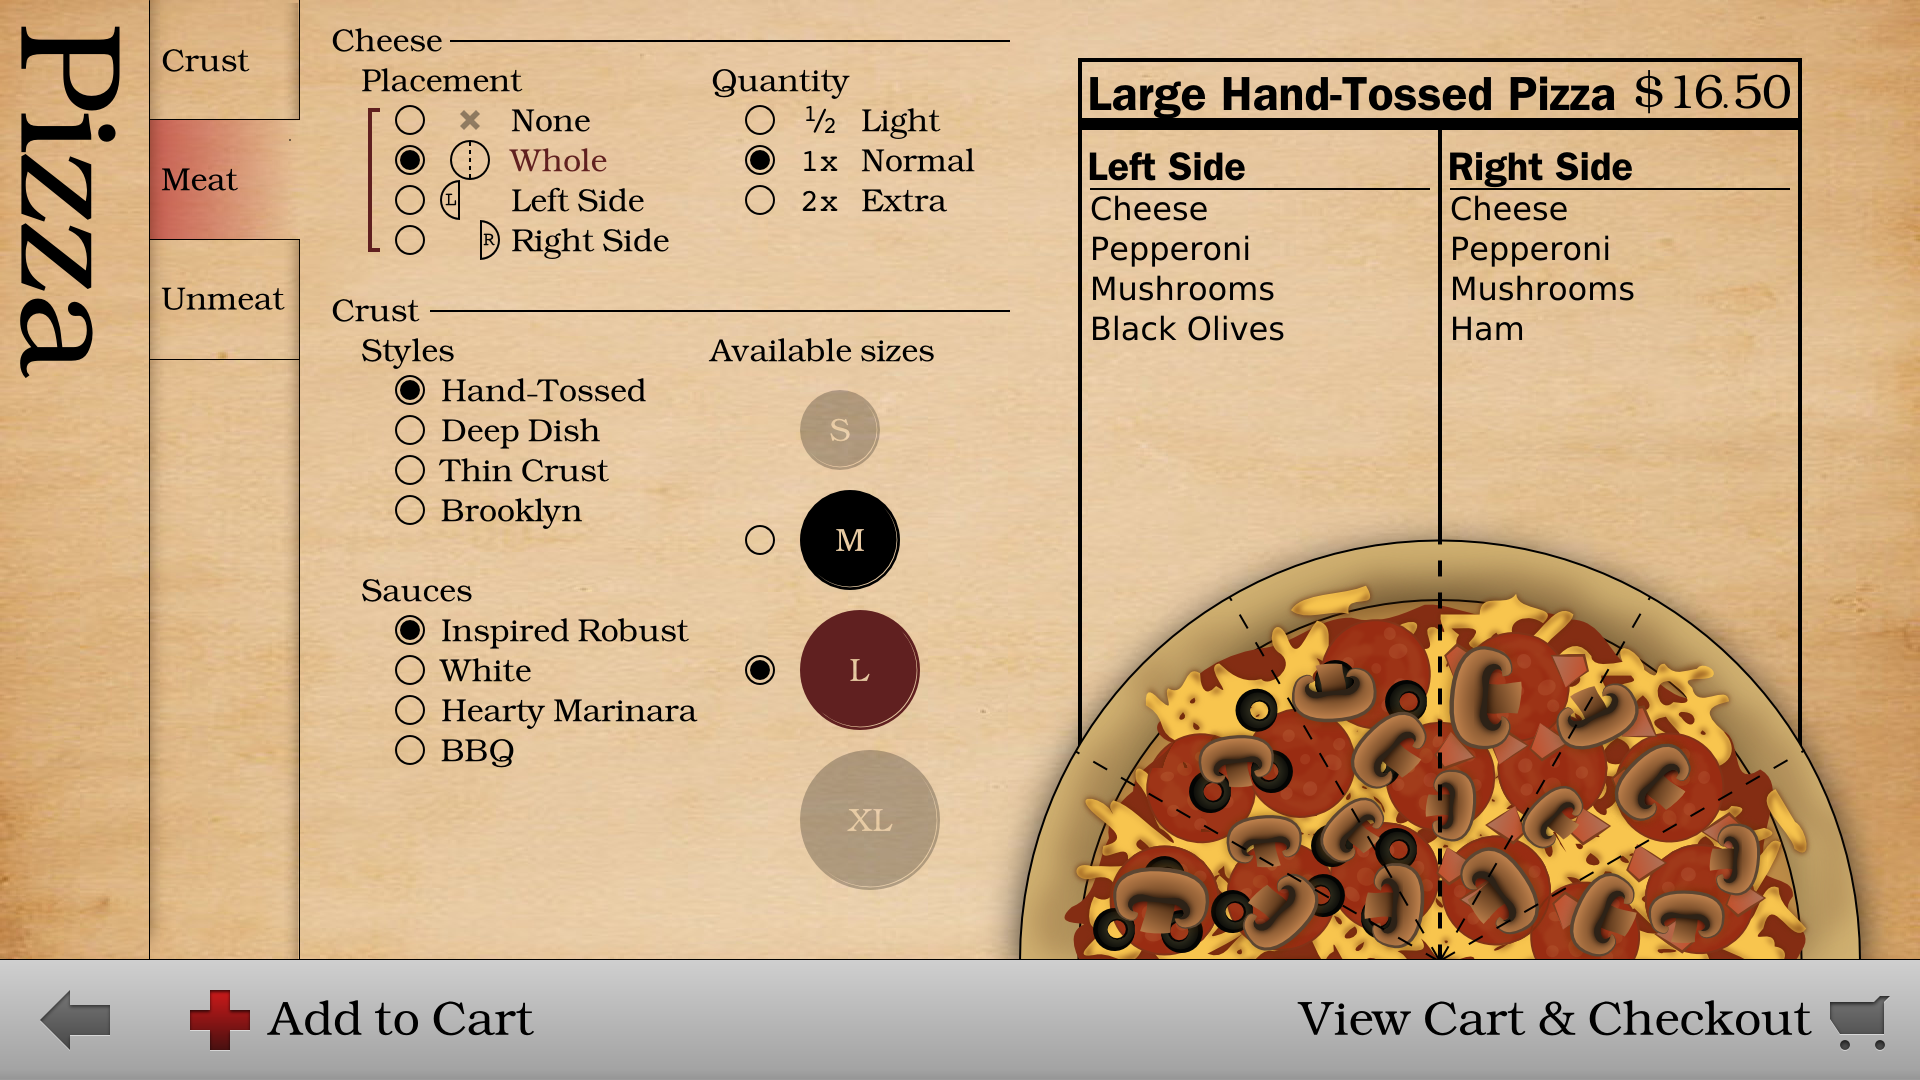 Pizza
Crust
Meat
Unmeat
Cheese
Placement
None
Whole
L Left Side
R Right Side
Quantity
½ Light
1x Normal
2x Extra
Crust
Styles
Hand-Tossed
Deep Dish
Thin Crust
Brooklyn
Sauces
Inspired Robust
White
Hearty Marinara
BBQ
Available sizes
S
M
L
XL
Large Hand-Tossed Pizza $16.50
Left Side
Cheese
Pepperoni
Mushrooms
Black Olives
Right Side
Cheese
Pepperoni
Mushrooms
Ham
Add to Cart
View Cart & Checkout